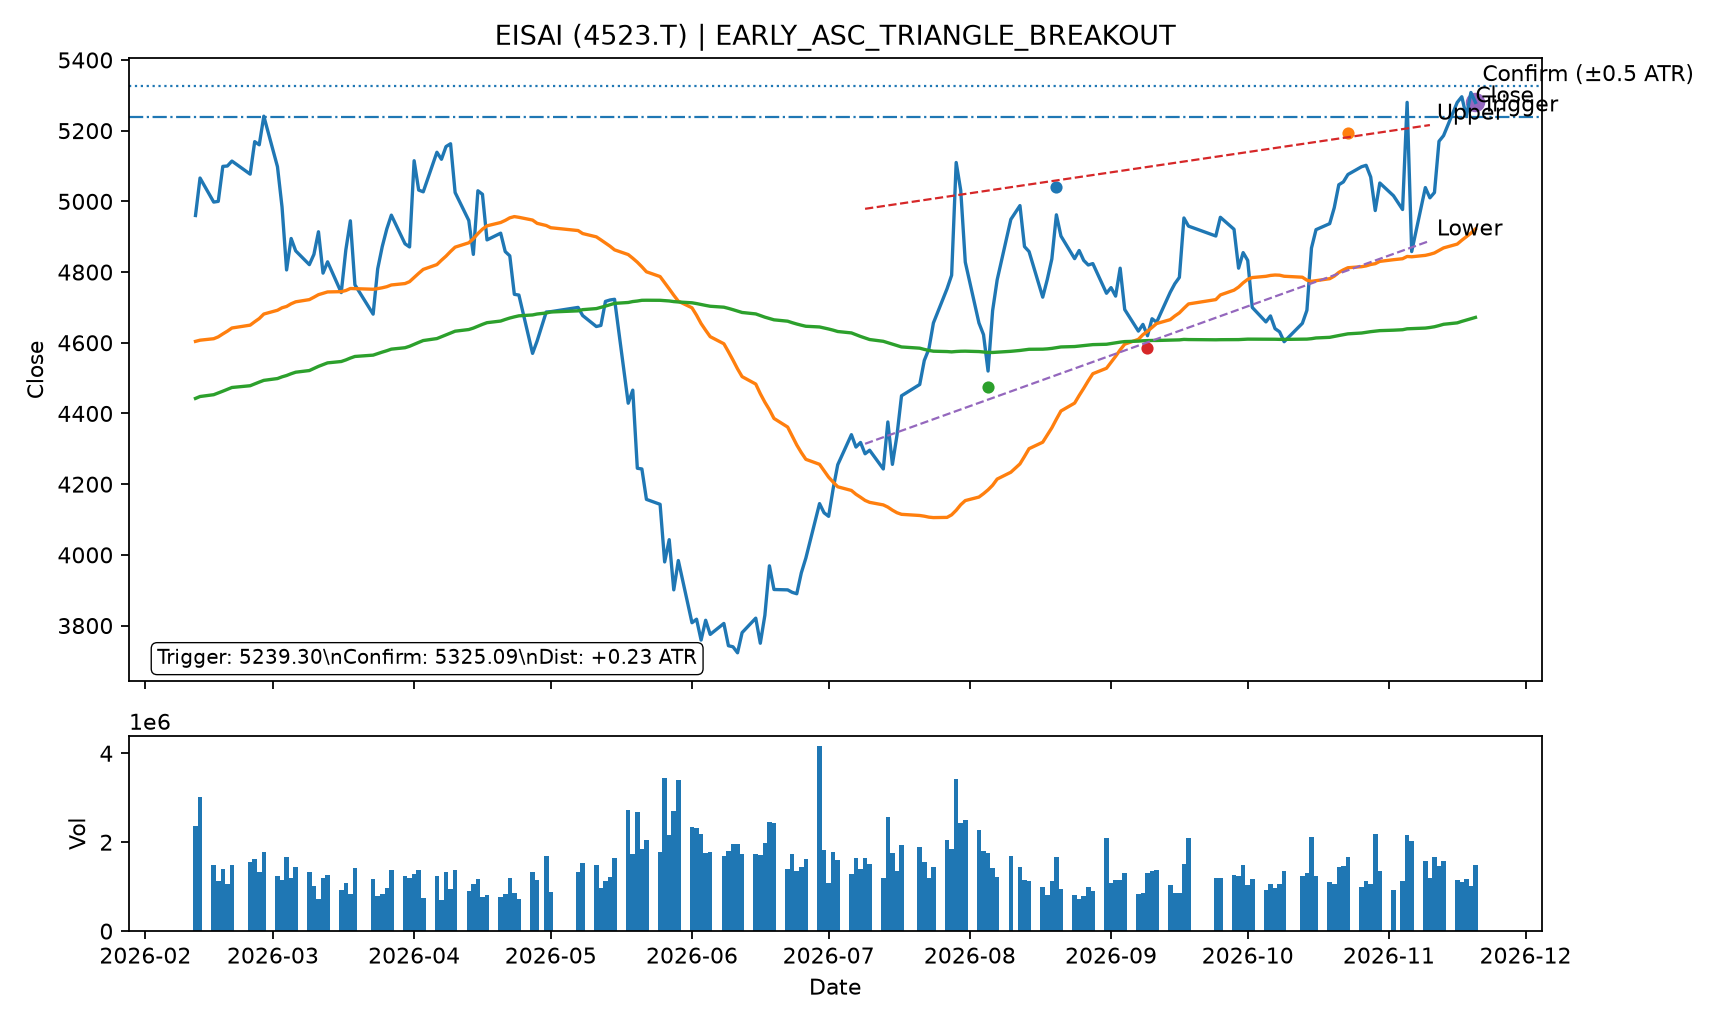 EISAI (4523.T) | EARLY_ASC_TRIANGLE_BREAKOUT
Close
5400
5200
5000
4800
4600
4400
4200
4000
3800
Confirm (±0.5 ATR)
Close
Trigger
Upper
Lower
Trigger: 5239.30\nConfirm: 5325.09\nDist: +0.23 ATR
1e6
Vol
4
2
0
2026-02
2026-03
2026-04
2026-05
2026-06
2026-07
2026-08
2026-09
2026-10
2026-11
2026-12
Date